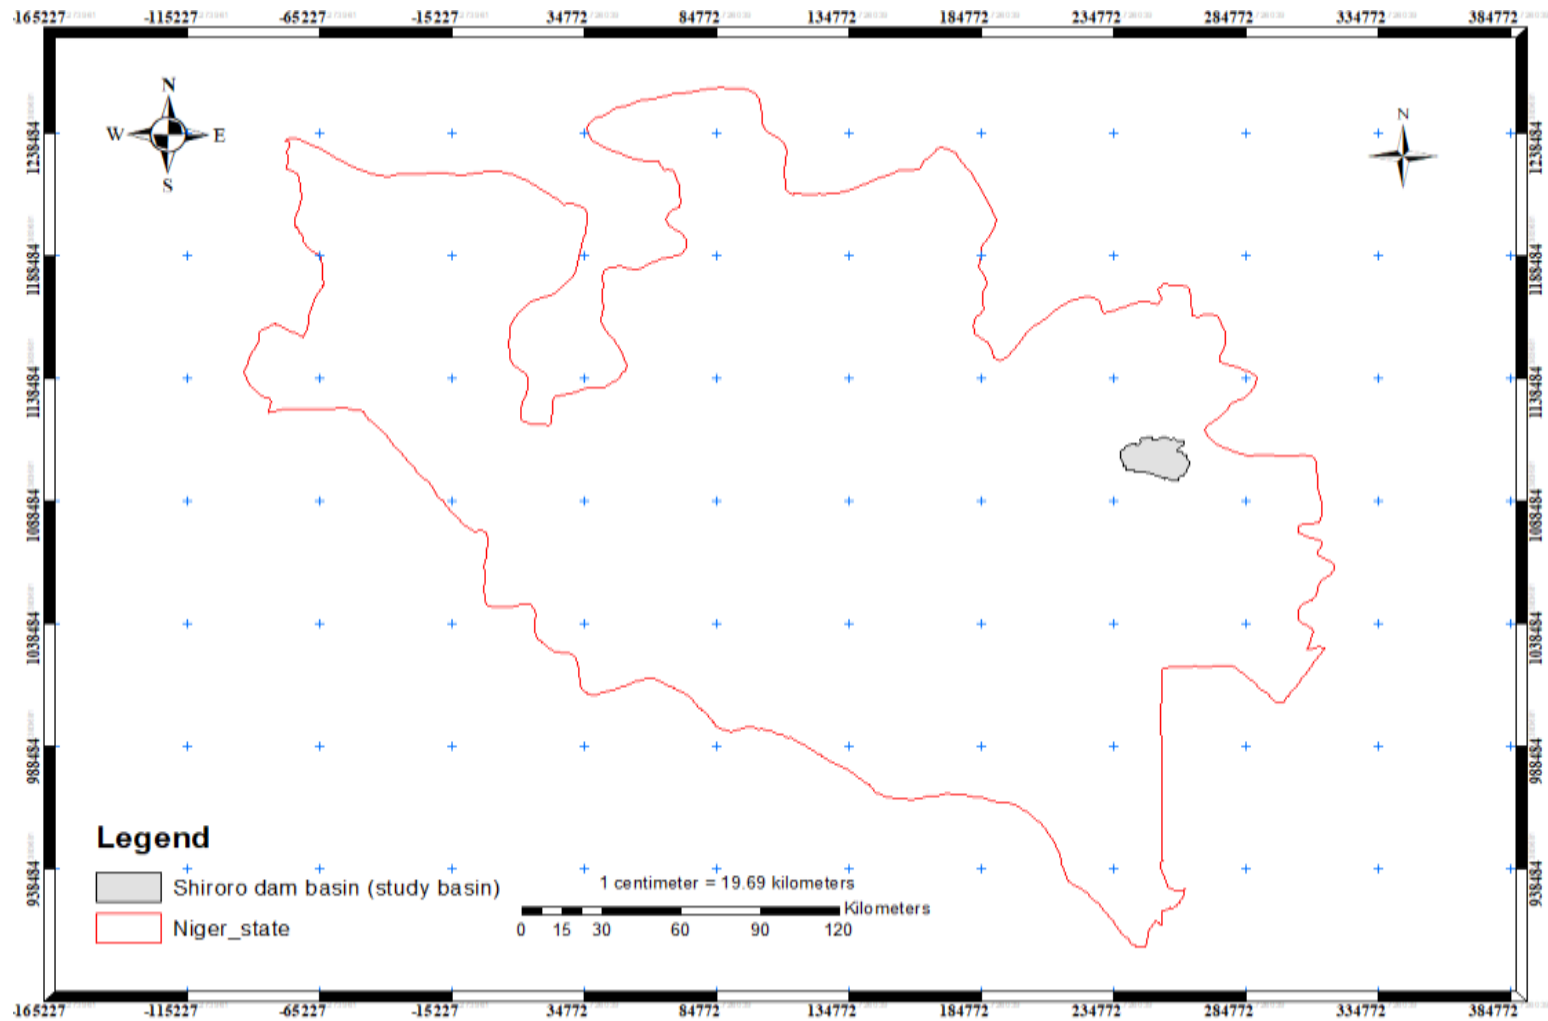 -165227 -115227 -65227 -15227 34772 84772 134772 184772 234772 284772 334772 384772
N
W E
S
N
1238484 1238484
1188484 1188484
1138484 1138484
1088484 1088484
1038484 1038484
988484 988484
938484 938484
Legend
Shiroro dam basin (study basin)
Niger_state
1 centimeter = 19.69 kilometers
Kilometers
0 15 30 60 90 120
-165227 -115227 -65227 -15227 34772 84772 134772 184772 234772 284772 334772 384772